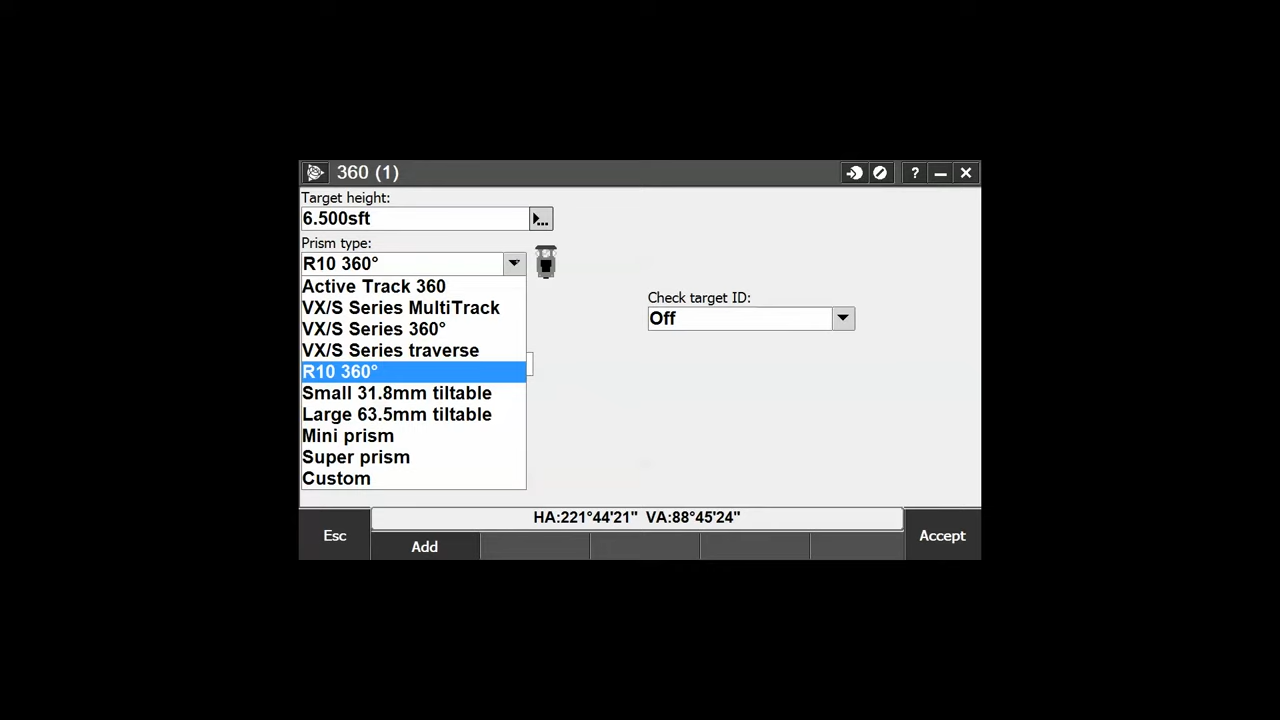 360 (1)
?
Target height:
6.500sft
Prism type:
R10 360°
Active Track 360
VX/S Series MultiTrack
VX/S Series 360°
VX/S Series traverse
R10 360°
Small 31.8mm tiltable
Large 63.5mm tiltable
Mini prism
Super prism
Custom
Check target ID:
Off
HA:221°44'21" VA:88°45'24"
Esc
Add
Accept